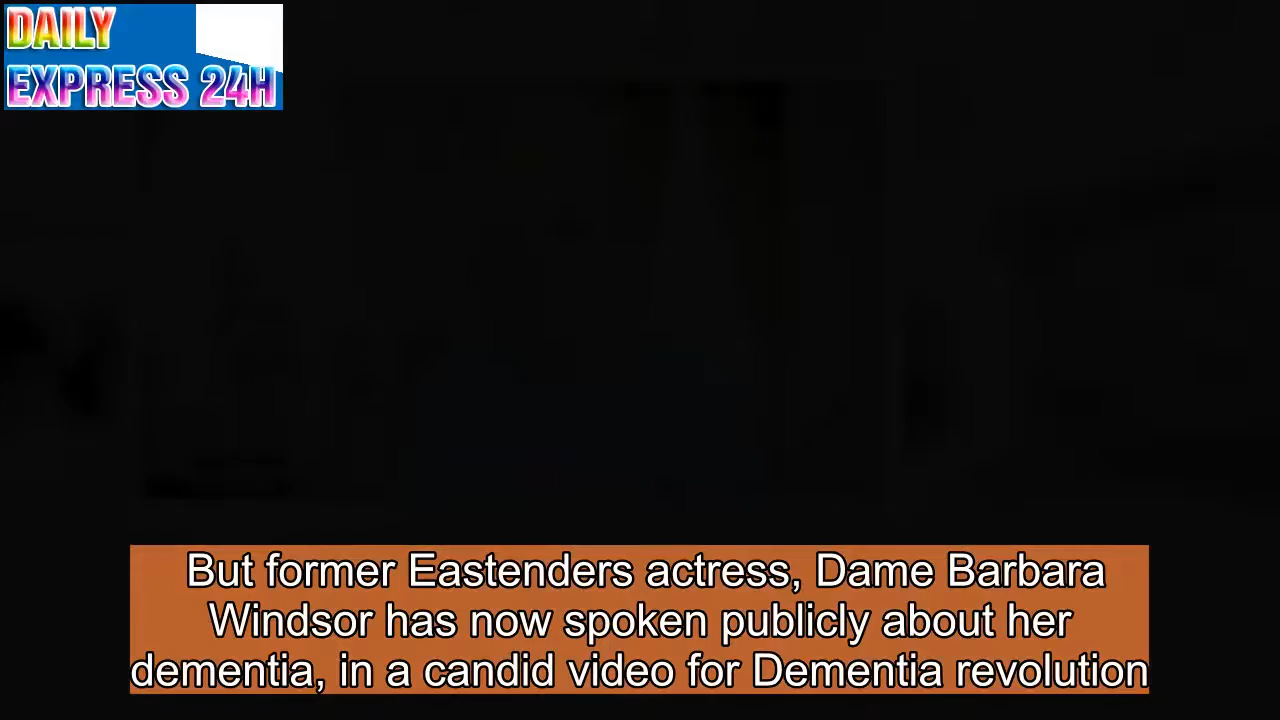 DAILY
EXPRESS 24H
But former Eastenders actress, Dame Barbara
Windsor has now spoken publicly about her
dementia, in a candid video for Dementia revolution